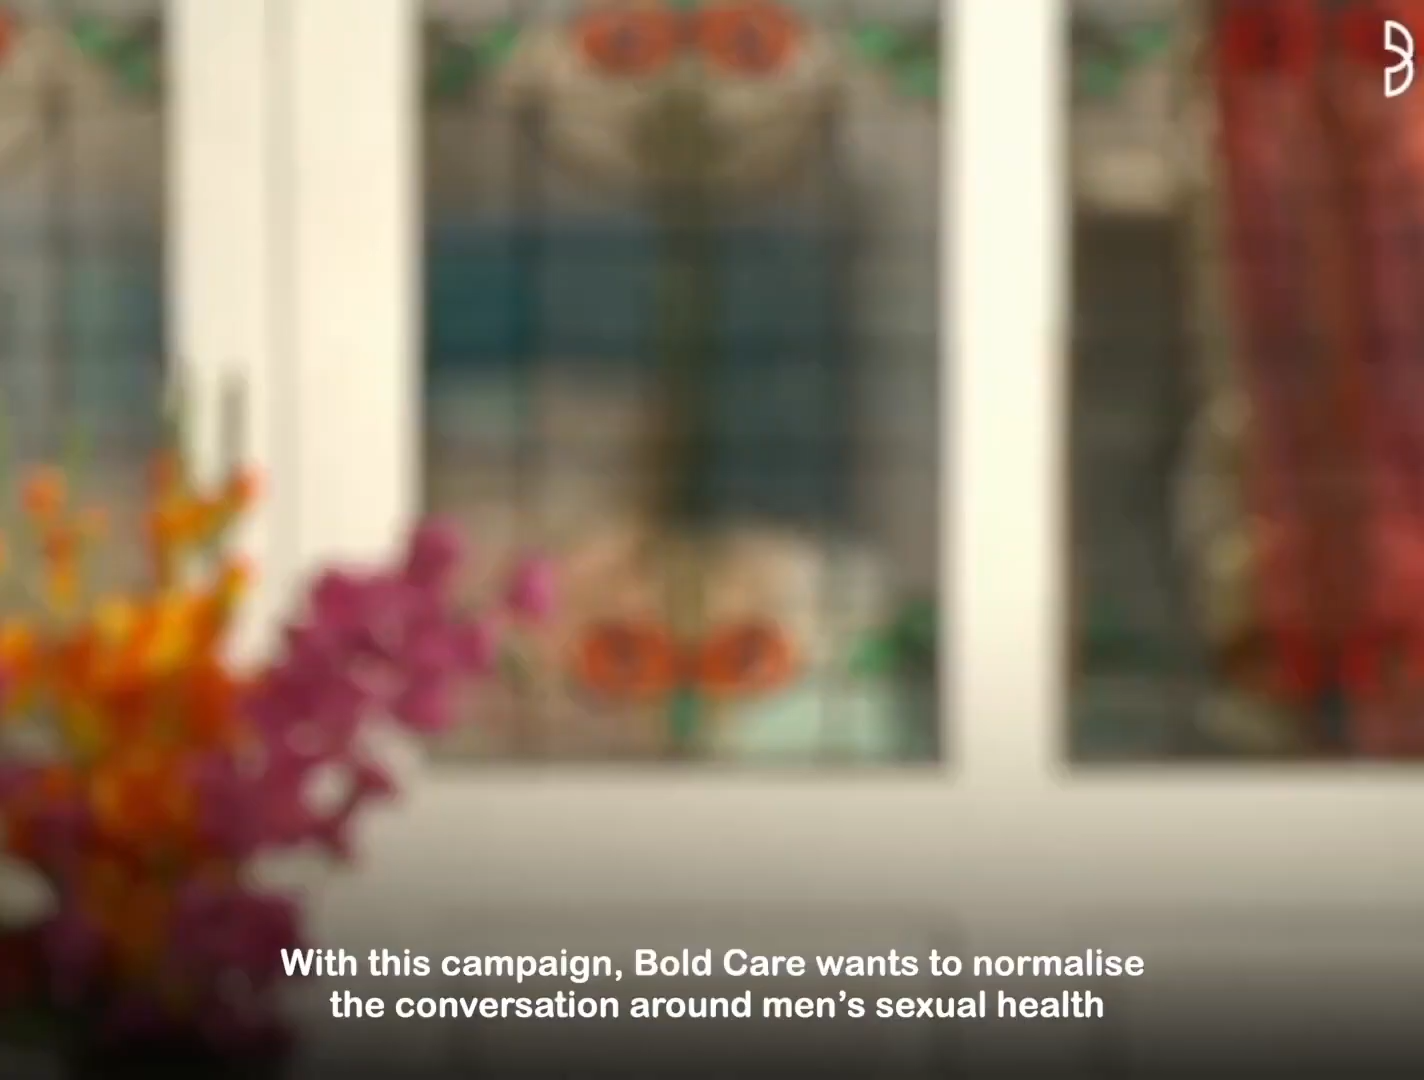 With this campaign, Bold Care wants to normalise
the conversation around men’s sexual health